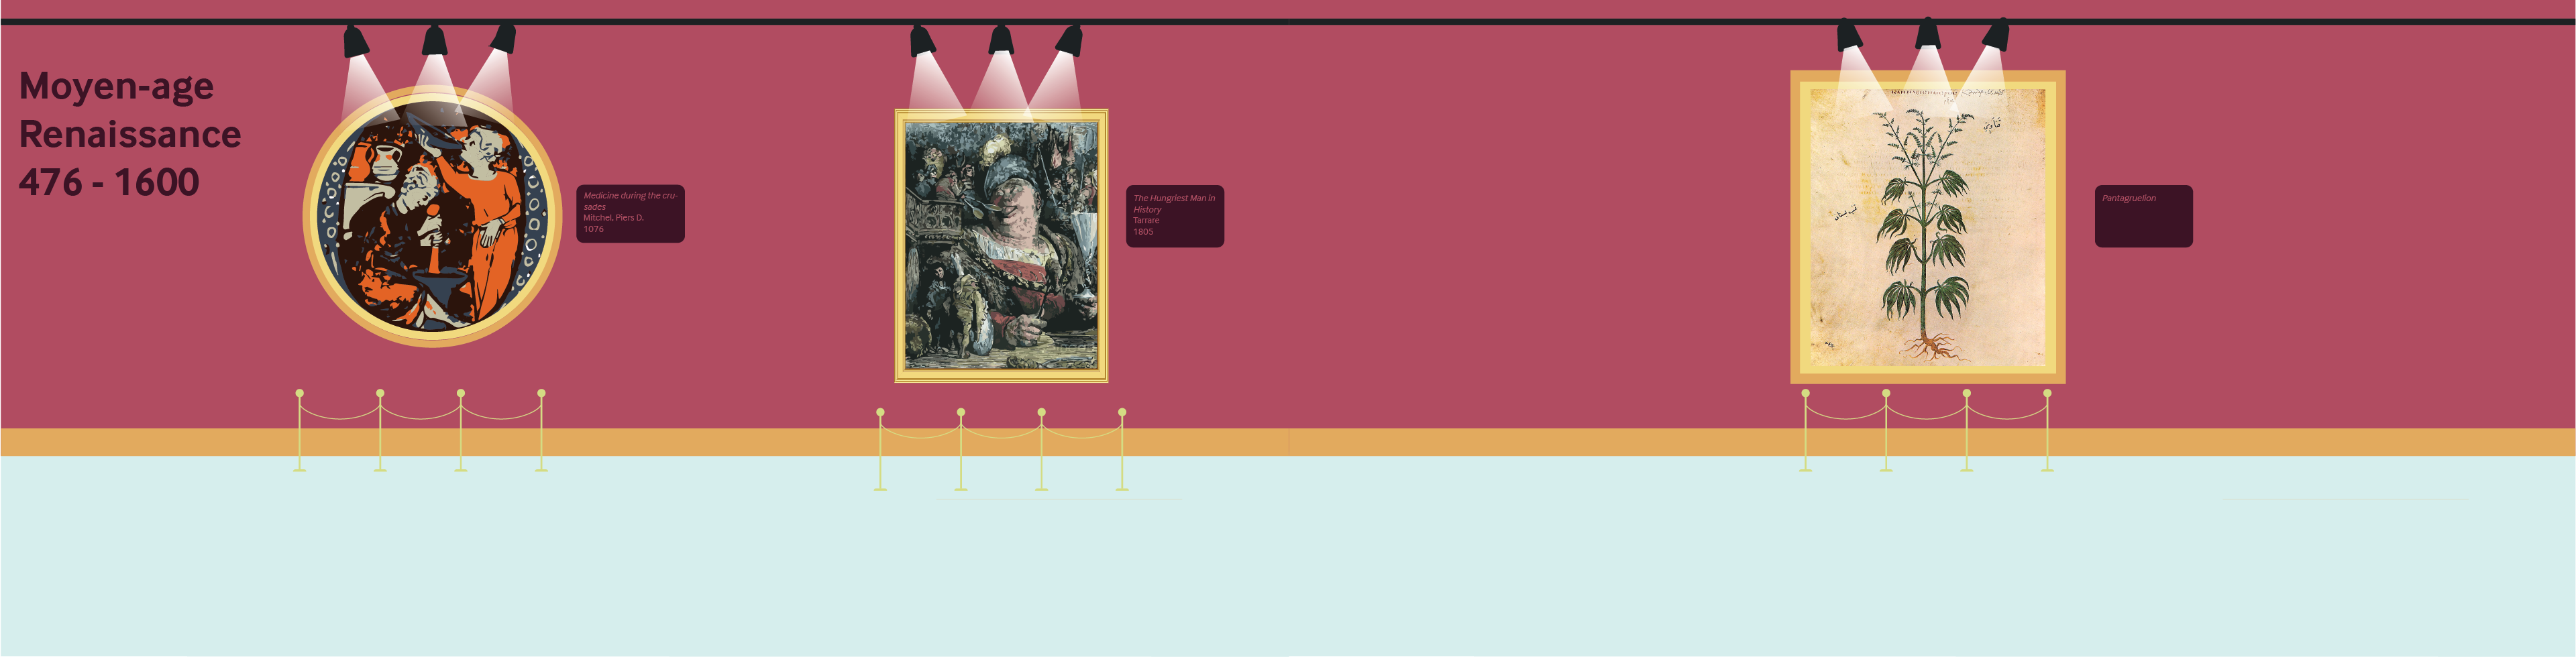 Moyen-age
Renaissance
476 - 1600
Medicine during the cru-
sades
Mitchel, Piers D.
1076
The Hungriest Man in
History
Tarrare
1805
Pantagruelion